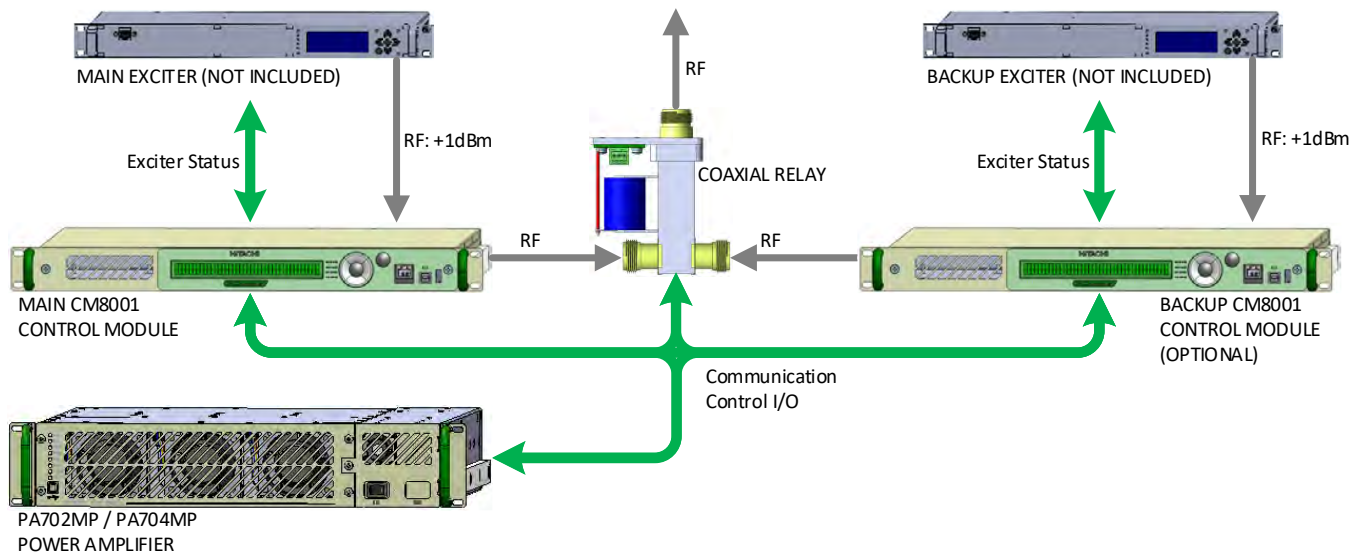 RF
MAIN EXCITER (NOT INCLUDED)
BACKUP EXCITER (NOT INCLUDED)
Exciter Status
RF: +1dBm
COAXIAL RELAY
Exciter Status
RF: +1dBm
HITACHI
RF
RF
HITACHI
MAIN CM8001
CONTROL MODULE
BACKUP CM8001
CONTROL MODULE
(OPTIONAL)
Communication
Control I/O
PA702MP / PA704MP
POWER AMPLIFIER